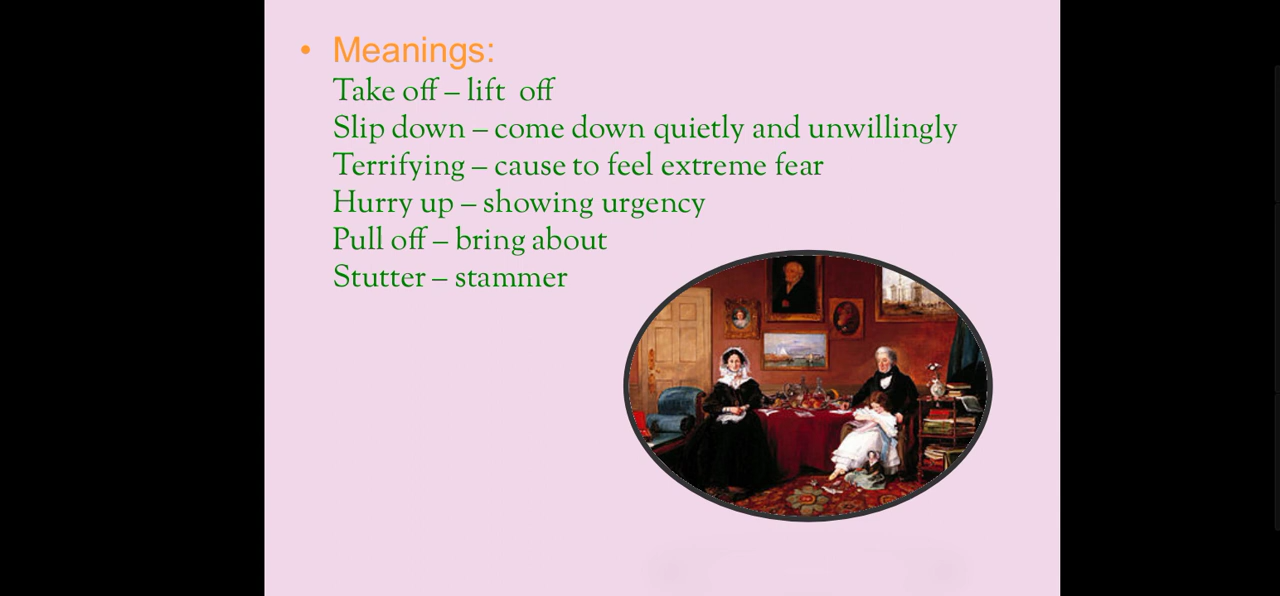 • Meanings:
Take off – lift off
Slip down – come down quietly and unwillingly
Terrifying – cause to feel extreme fear
Hurry up – showing urgency
Pull off – bring about
Stutter – stammer